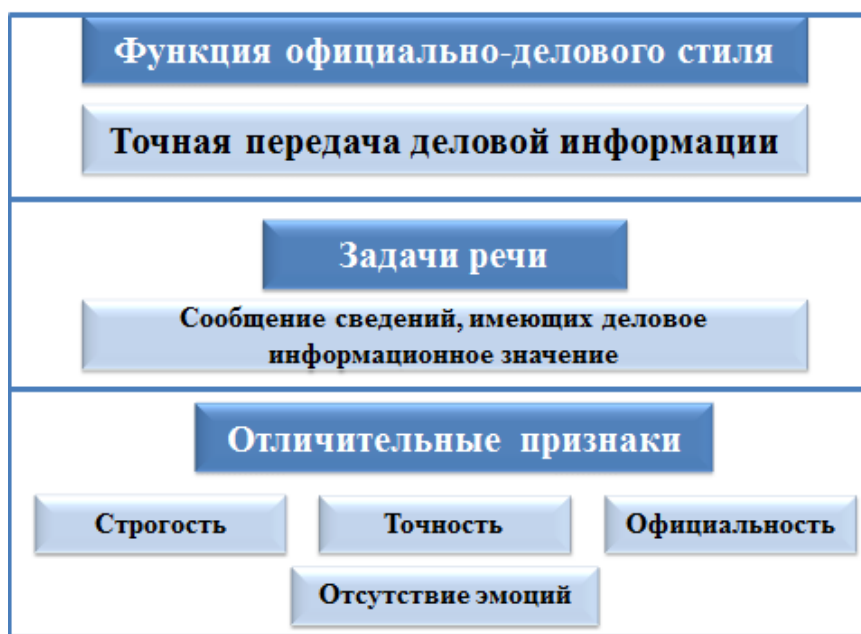 Функция официально-делового стиля
Точная передача деловой информации
Задачи речи
Сообщение сведений, имеющих деловое
информационное значение
Отличительные признаки
Строгость
Точность
Официальность
Отсутствие эмоций